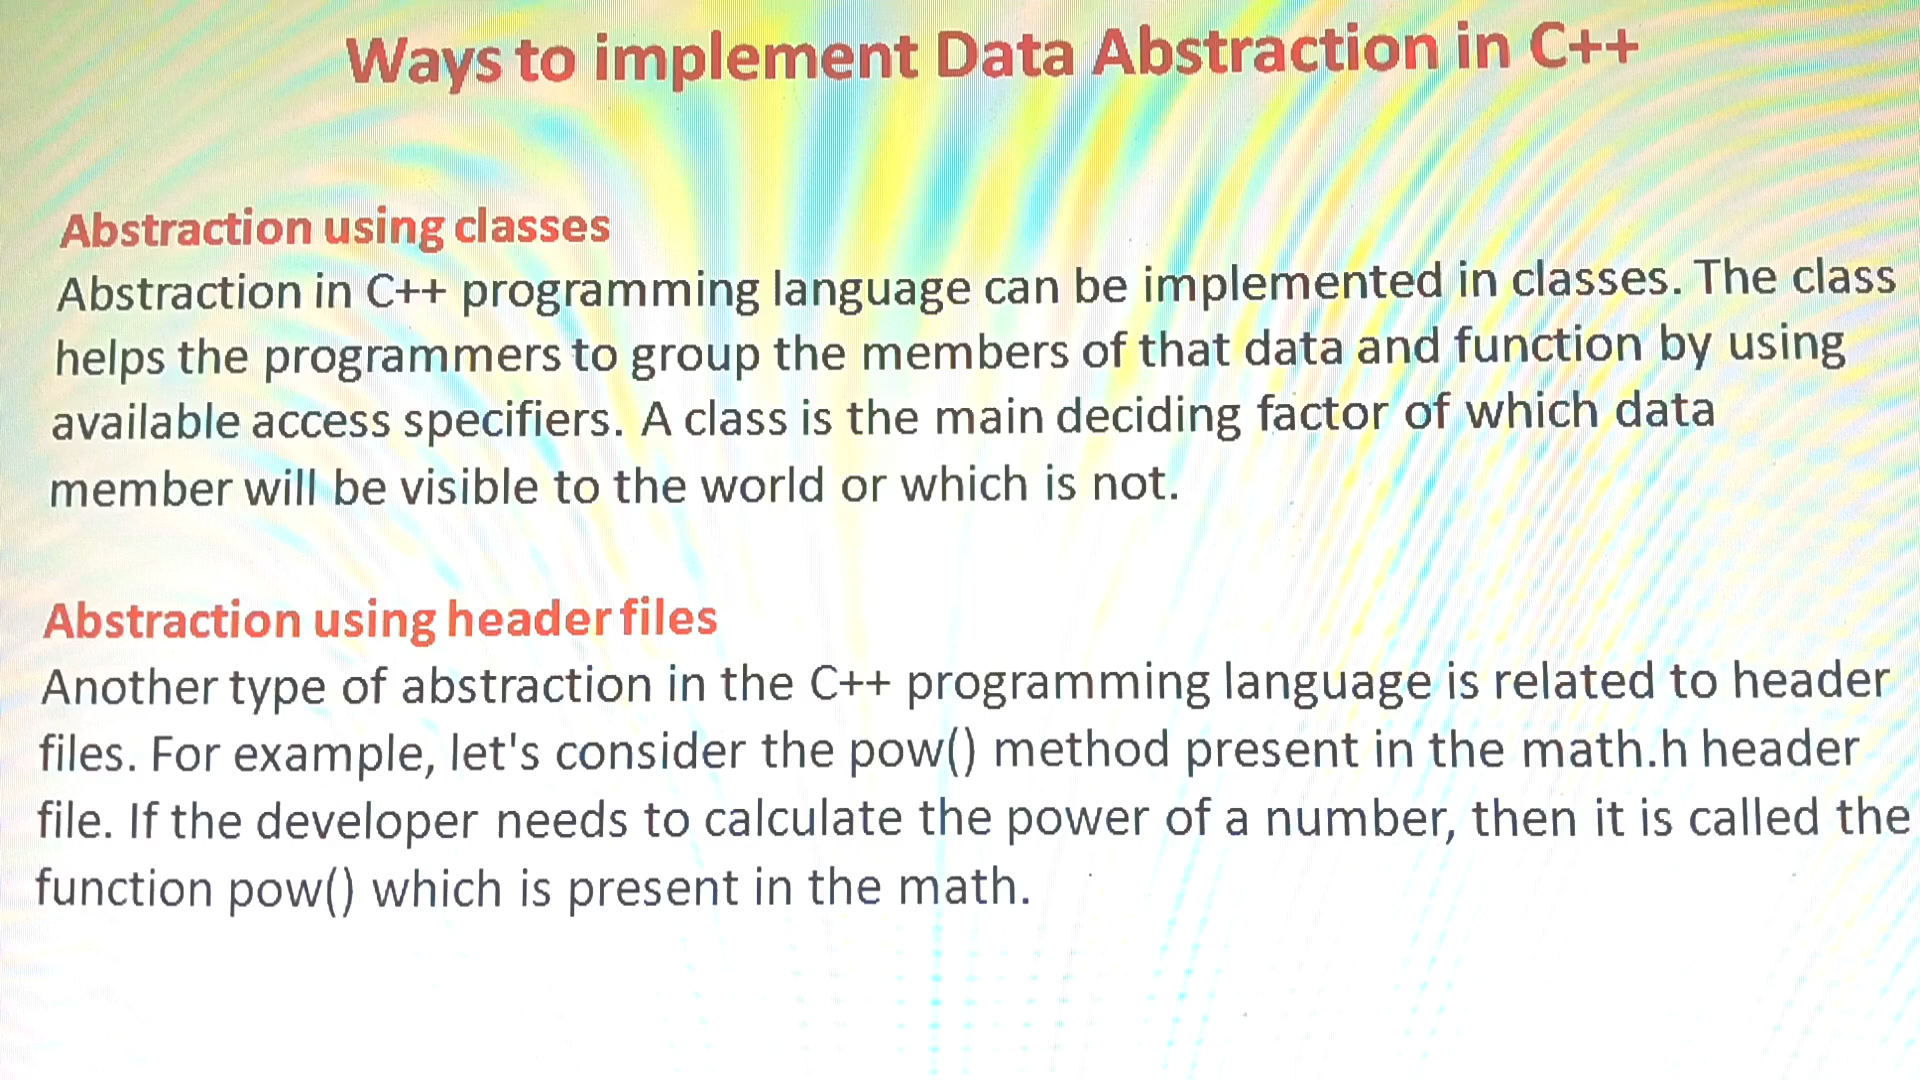 Ways to implement Data Abstraction in C++
Abstraction using classes
Abstraction in C++ programming language can be implemented in classes. The class
helps the programmers to group the members of that data and function by using
available access specifiers. A class is the main deciding factor of which data
member will be visible to the world or which is not.
Abstraction using header files
Another type of abstraction in the C++ programming language is related to header
files. For example, let's consider the pow() method present in the math.h header
file. If the developer needs to calculate the power of a number, then it is called the
function pow() which is present in the math.